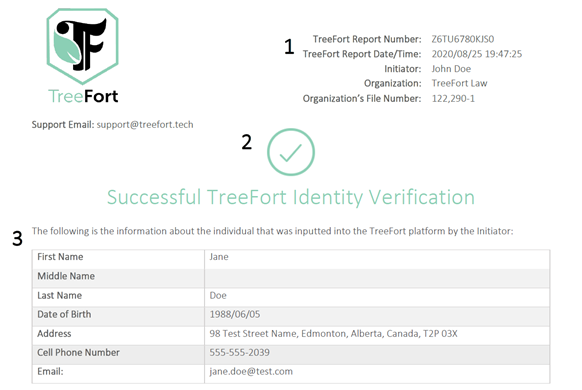 TF
TreeFort
1
TreeFort Report Number: Z6TU6780KJS0
TreeFort Report Date/Time: 2020/08/25 19:47:25
Initiator: John Doe
Organization: TreeFort Law
Organization's File Number: 122,290-1
Support Email: support@treefort.tech
2
Successful TreeFort Identity Verification
3
The following is the information about the individual that was inputted into the TreeFort platform by the Initiator:
First Name Jane
Middle Name
Last Name Doe
Date of Birth 1988/06/05
Address 98 Test Street Name, Edmonton, Alberta, Canada, T2P 03X
Cell Phone Number 555-555-2039
Email: jane.doe@test.com